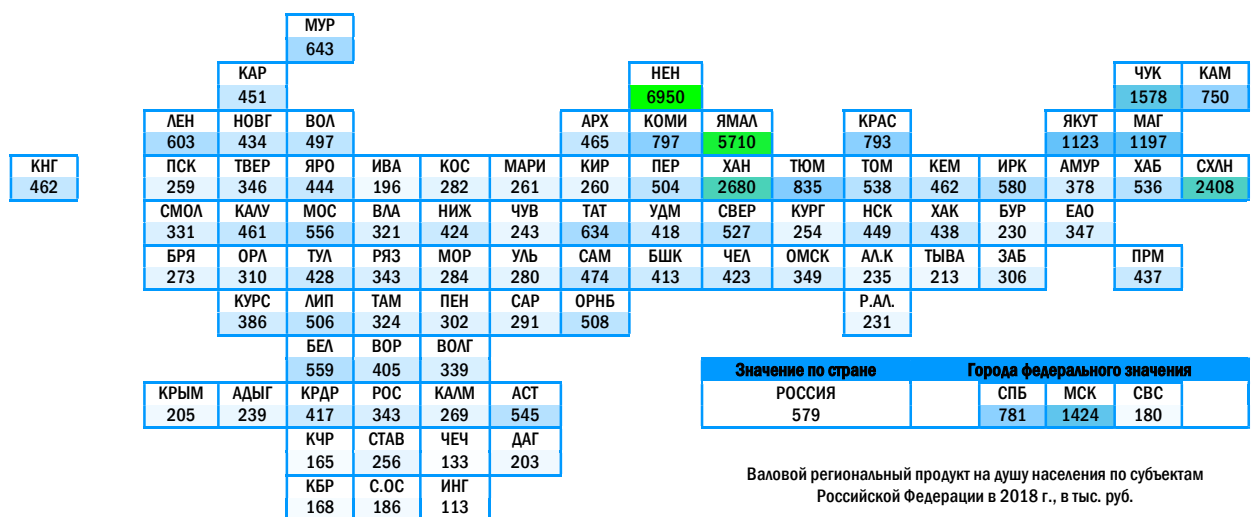 МУР
643
КАР НЕН ЧУК КАМ
451 6950 1578 750
ЛЕН НОВГ ВОЛ АРХ КОМИ ЯМАЛ КРАС ЯКУТ МАГ
603 434 497 465 797 5710 793 1123 1197
КНГ ПСК ТВЕР ЯРО ИВА КОС МАРИ КИР ПЕР ХАН ТЮМ ТОМ КЕМ ИРК АМУР ХАБ СХЛН
462 259 346 444 196 282 261 260 504 2680 835 538 462 580 378 536 2408
СМОЛ КАЛУ МОС ВЛА НИЖ ЧУВ ТАТ УДМ СВЕР КУРГ НСК ХАК БУР ЕАО
331 461 556 321 424 243 634 418 527 254 449 438 230 347
БРЯ ОРЛ ТУЛ РЯЗ МОР УЛЬ САМ БШК ЧЕЛ ОМСК АЛ.К ТЫВА ЗАБ ПРМ
273 310 428 343 284 280 474 413 423 349 235 213 306 437
КУРС ЛИП ТАМ ПЕН САР ОРНБ Р.АЛ.
386 506 324 302 291 508 231
БЕЛ ВОР ВОЛГ
559 405 339
Значение по стране Города федерального значения
КРЫМ АДЫГ КРДР РОС КАЛМ АСТ РОССИЯ СПБ МСК СВС
205 239 417 343 269 545 579 781 1424 180
КЧР СТАВ ЧЕЧ ДАГ
165 256 133 203
КБР С.ОС ИНГ
168 186 113
Валовой региональный продукт на душу населения по субъектам
Российской Федерации в 2018 г., в тыс. руб.